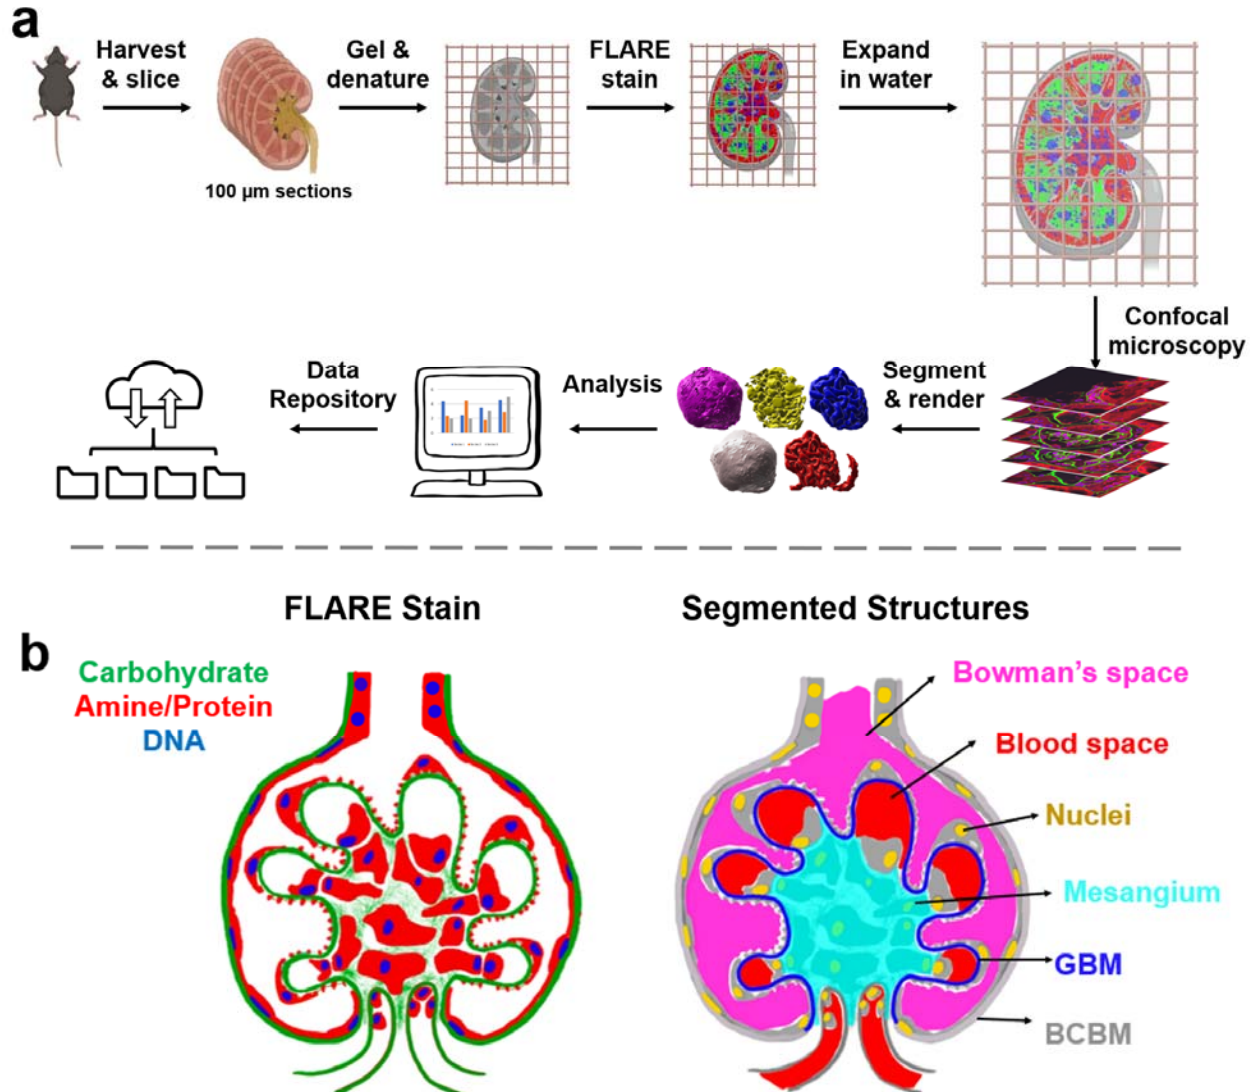 a
Harvest
& slice
Gel &
denature
FLARE
stain
Expand
in water
100 µm sections
Confocal
microscopy
Segment
& render
Analysis
Data
Repository
FLARE Stain
Segmented Structures
b
Carbohydrate
Amine/Protein
DNA
Bowman's space
Blood space
Nuclei
Mesangium
GBM
BCBM